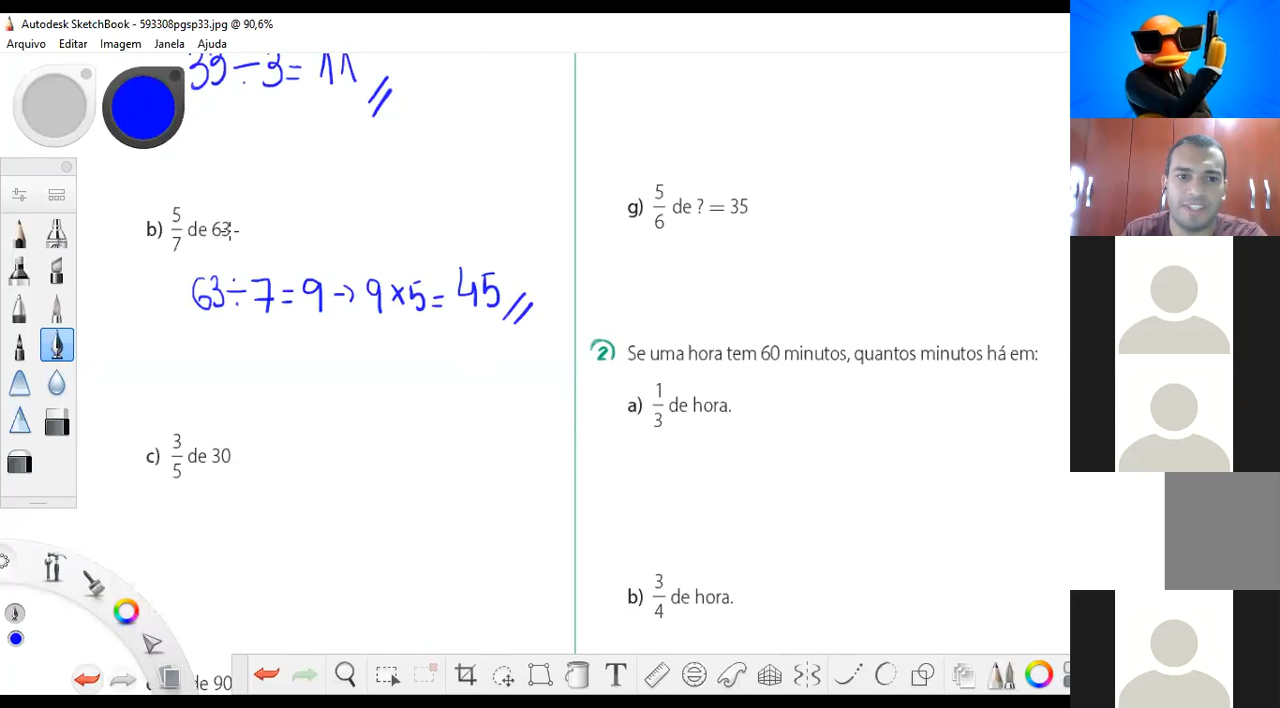 Autodesk SketchBook - 593308pgsp33.jpg @ 90,6%
Arquivo Editar Imagem Janela Ajuda
39 ÷ 3 = 11
b) 5/7 de 63
63 ÷ 7 = 9 → 9 × 5 = 45
c) 3/5 de 30
de 90
g) 5/6 de ? = 35
2 Se uma hora tem 60 minutos, quantos minutos há em:
a) 1/3 de hora.
b) 3/4 de hora.
T